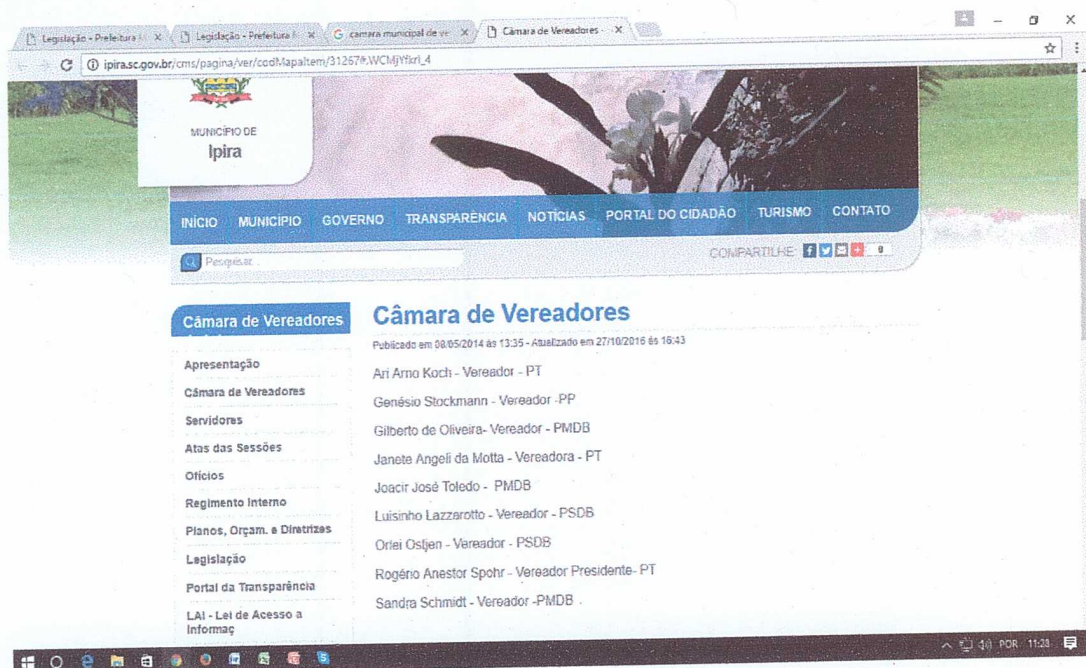 Legislação - Prefeitura
Legislação - Prefeitura
camara municipal de ve
Câmara de Vereadores -
ipira.sc.gov.br/cms/pagina/ver/codMapaItem/31267#.WCMjYfkrI_4
MUNICÍPIO DE
Ipira
INÍCIO MUNICÍPIO GOVERNO TRANSPARÊNCIA NOTÍCIAS PORTAL DO CIDADÃO TURISMO CONTATO
Pesquisar...
COMPARTILHE: 0
Câmara de Vereadores
Apresentação
Câmara de Vereadores
Servidores
Atas das Sessões
Ofícios
Regimento Interno
Planos, Orçam. e Diretrizes
Legislação
Portal da Transparência
LAI - Lei de Acesso a
Informaç
Câmara de Vereadores
Publicado em 08/05/2014 às 13:35 - Atualizado em 27/10/2016 às 16:43
Ari Arno Koch - Vereador - PT
Genésio Stockmann - Vereador -PP
Gilberto de Oliveira- Vereador - PMDB
Janete Angeli da Motta - Vereadora - PT
Joacir José Toledo - PMDB
Luisinho Lazzarotto - Vereador - PSDB
Orlei Ostjen - Vereador - PSDB
Rogério Anestor Spohr - Vereador Presidente- PT
Sandra Schmidt - Vereador -PMDB .
POR 11:28